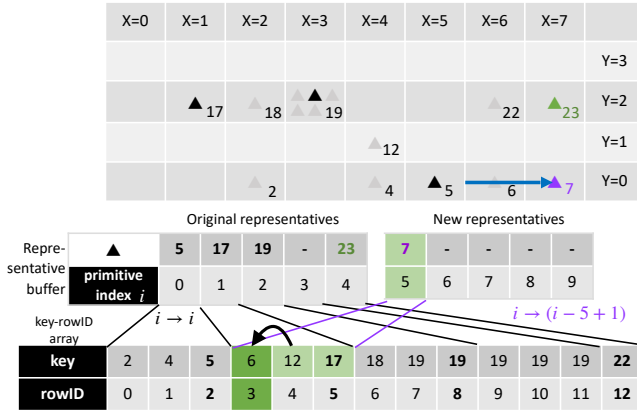 X=0 X=1 X=2 X=3 X=4 X=5 X=6 X=7
Y=3
17 18 19 22 23 Y=2
12 Y=1
2 4 5 6 7 Y=0
Original representatives New representatives
Repre-
sentative
buffer
▲ 5 17 19 - 23 7 - - - -
primitive
index i 0 1 2 3 4 5 6 7 8 9
i → i i → (i − 5 + 1)
key-rowID
array
key 2 4 5 6 12 17 18 19 19 19 19 19 22
rowID 0 1 2 3 4 5 6 7 8 9 10 11 12